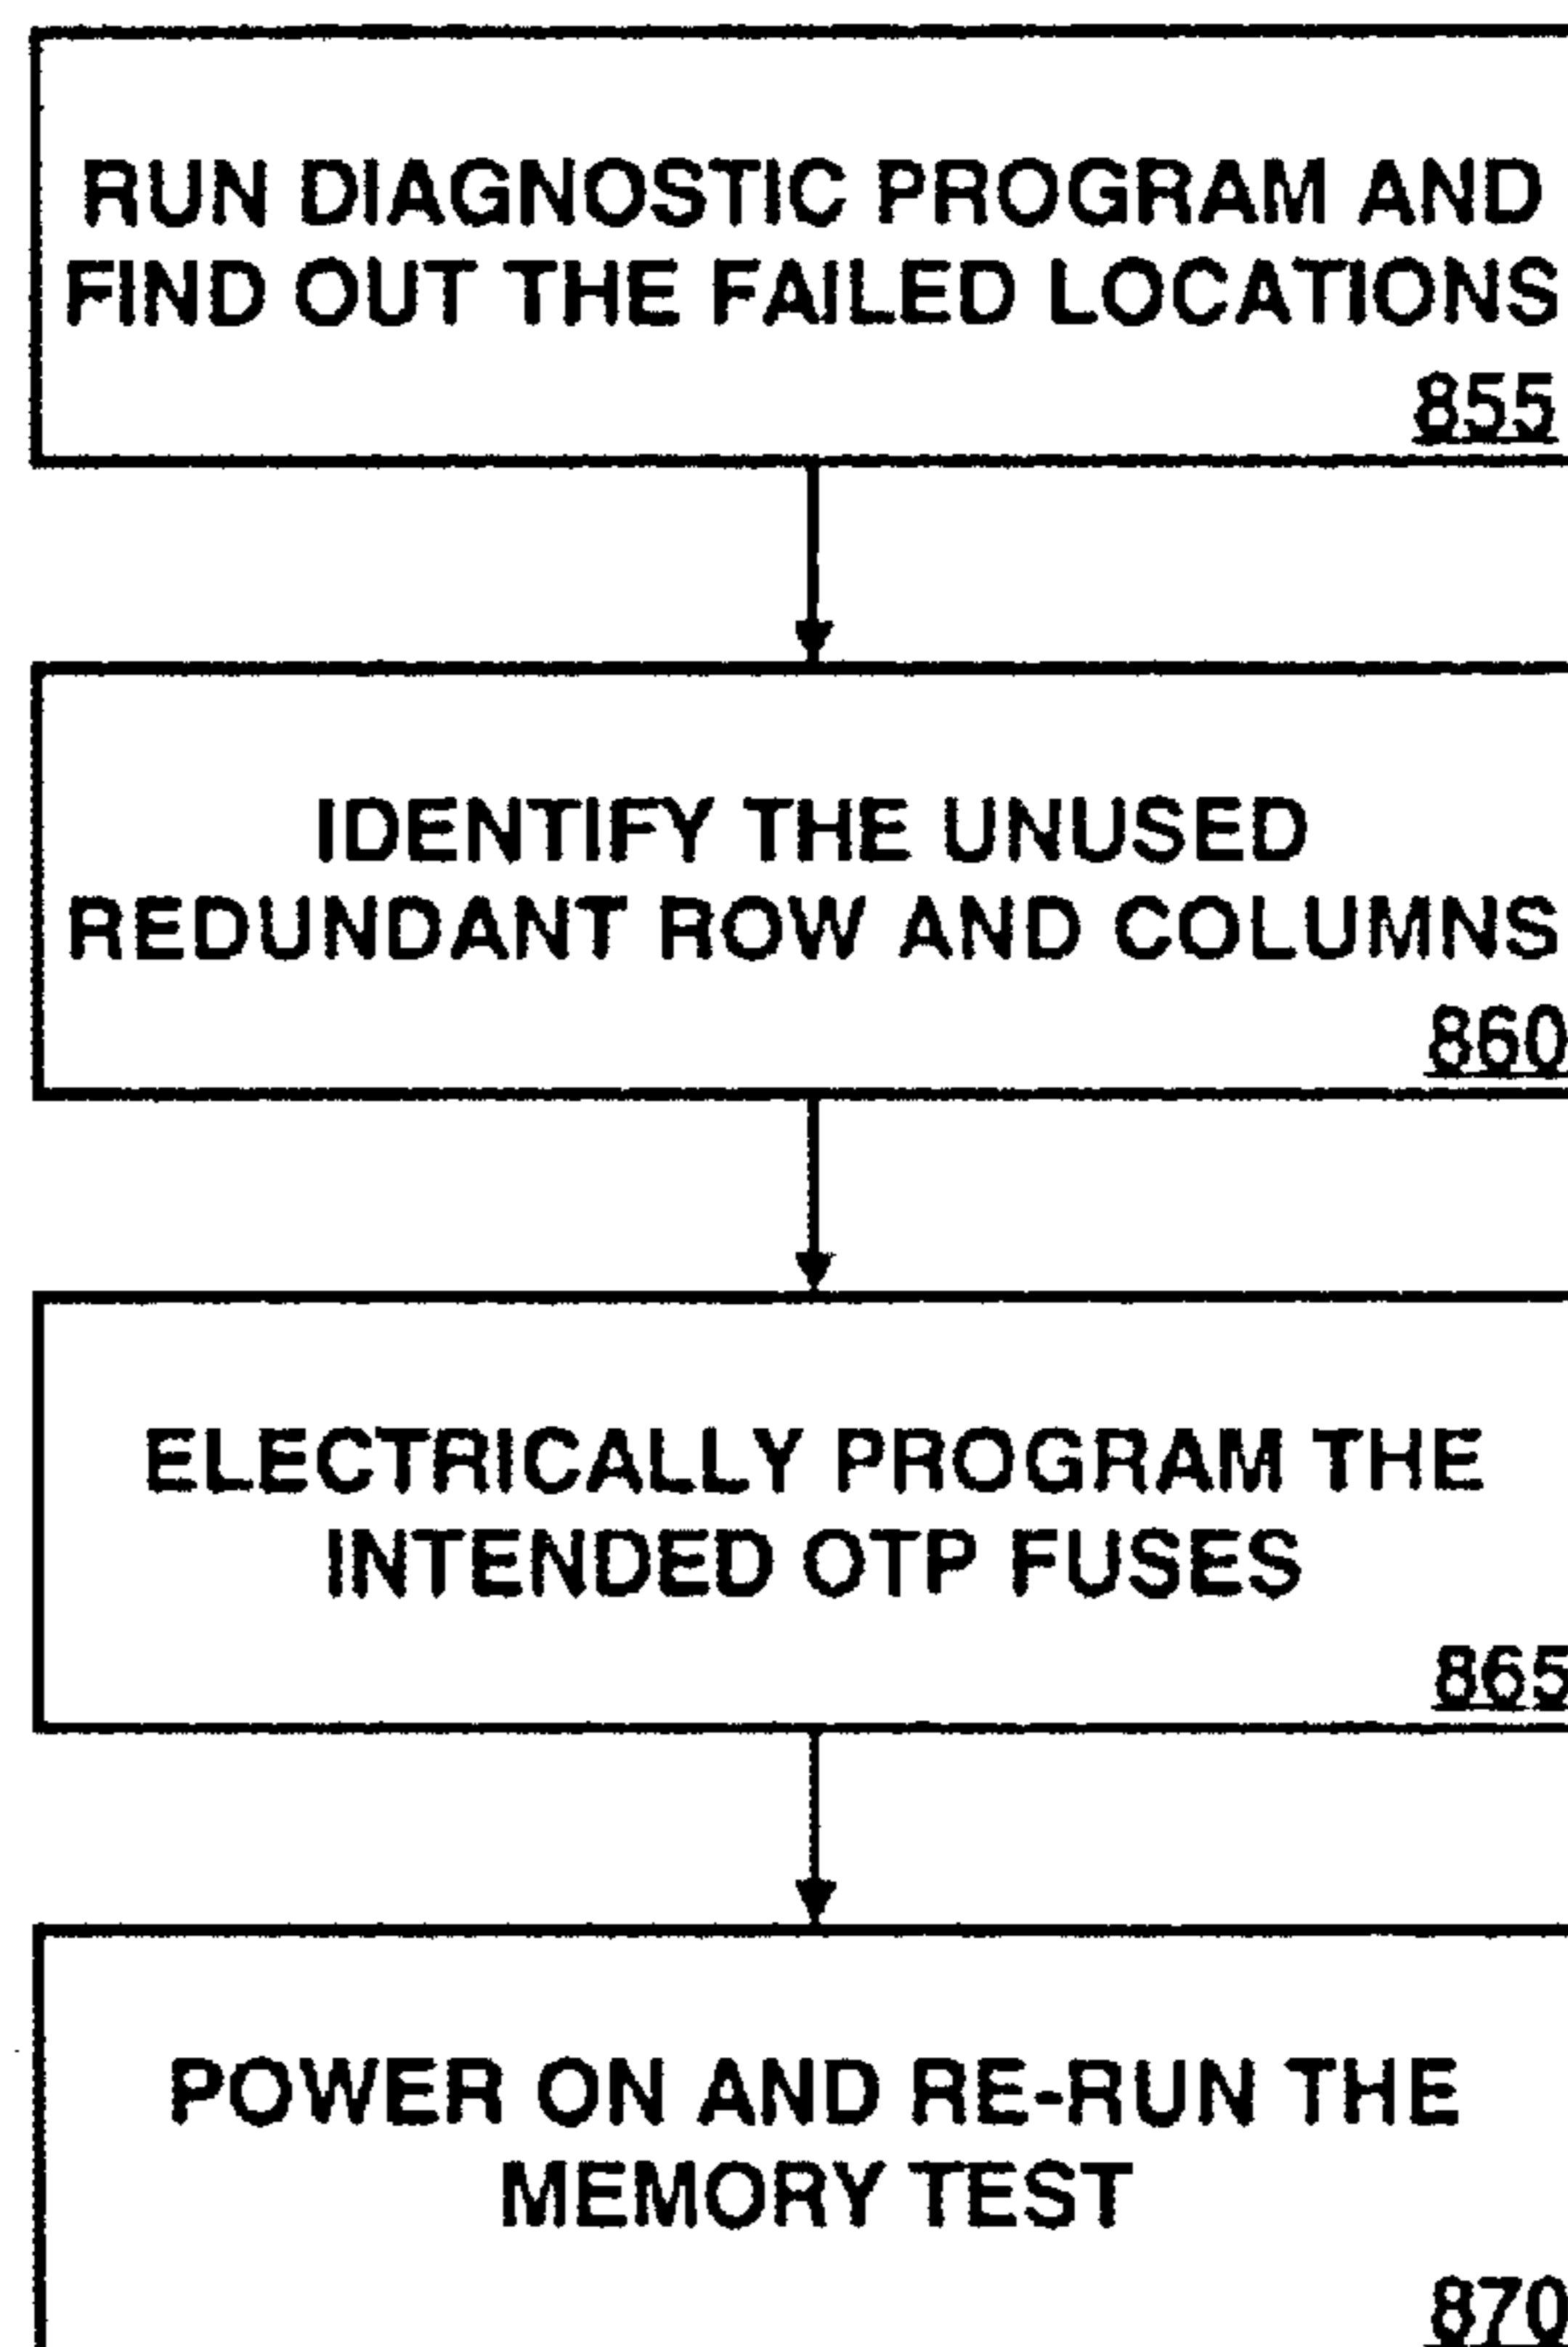 RUN DIAGNOSTIC PROGRAM AND
FIND OUT THE FAILED LOCATIONS
855
IDENTIFY THE UNUSED
REDUNDANT ROW AND COLUMNS
860
ELECTRICALLY PROGRAM THE
INTENDED OTP FUSES
865
POWER ON AND RE-RUN THE
MEMORY TEST
870